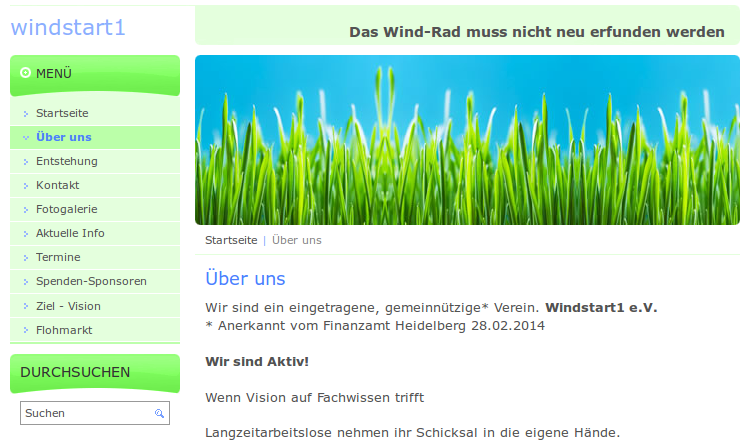 windstart1
Das Wind-Rad muss nicht neu erfunden werden
MENÜ
Startseite
Über uns
Entstehung
Kontakt
Fotogalerie
Aktuelle Info
Termine
Spenden-Sponsoren
Ziel - Vision
Flohmarkt
DURCHSUCHEN
Suchen
Startseite | Über uns
Über uns
Wir sind ein eingetragene, gemeinnützige* Verein. Windstart1 e.V.
* Anerkannt vom Finanzamt Heidelberg 28.02.2014
Wir sind Aktiv!
Wenn Vision auf Fachwissen trifft
Langzeitarbeitslose nehmen ihr Schicksal in die eigene Hände.